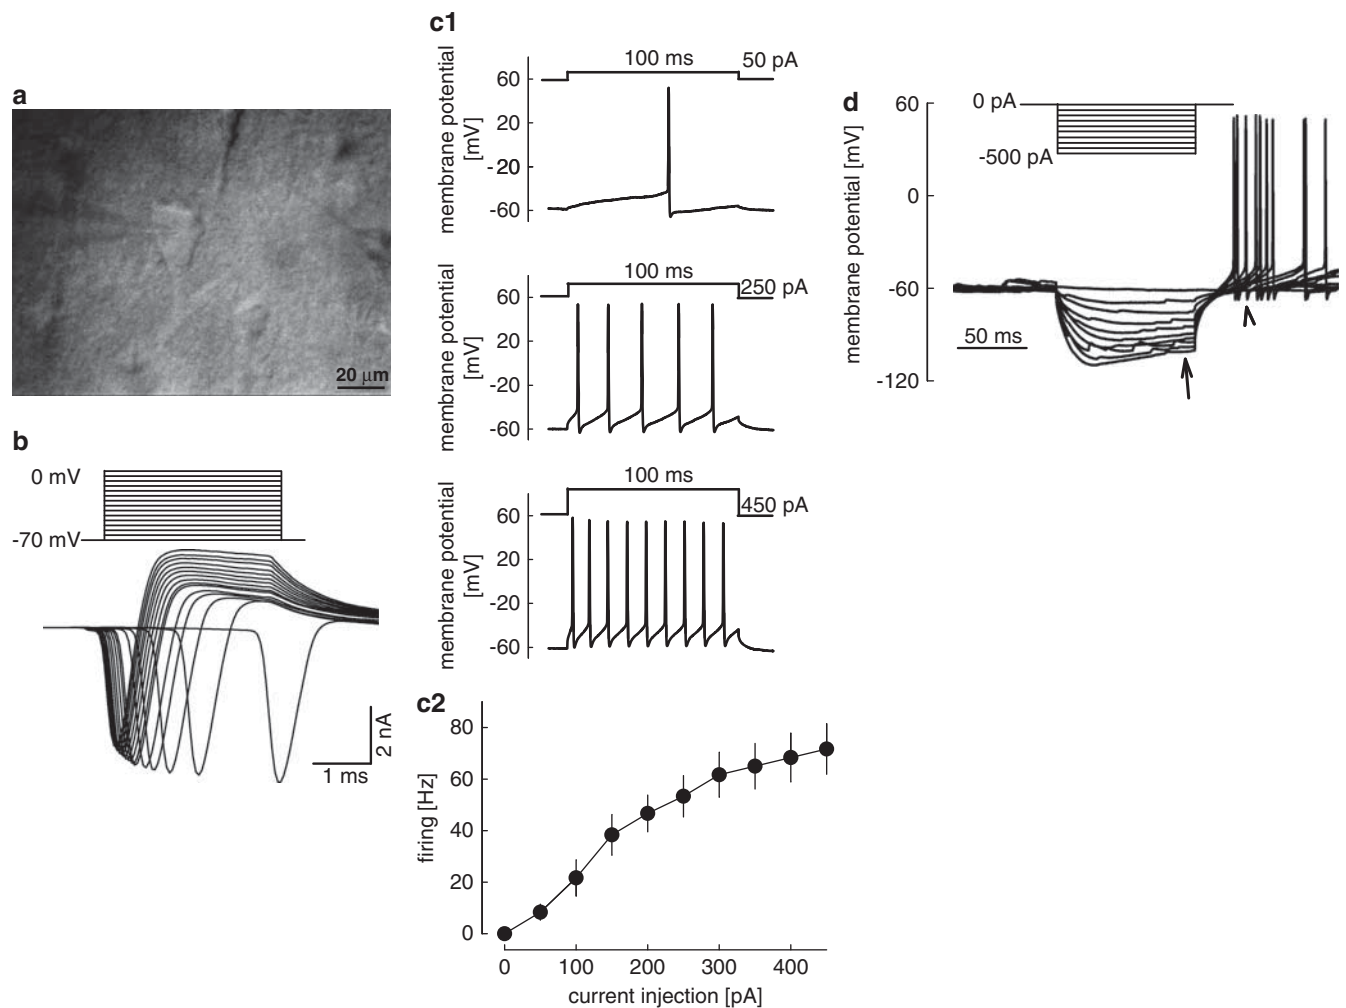 a
20 μm
b
0 mV
-70 mV
2 nA
1 ms
c1
100 ms
50 pA
membrane potential
[mV]
60
20
-20
-60
100 ms
250 pA
membrane potential
[mV]
60
20
-20
-60
100 ms
450 pA
membrane potential
[mV]
60
20
-20
-60
c2
firing [Hz]
80
60
40
20
0
0 100 200 300 400
current injection [pA]
d
membrane potential [mV]
60
0
-60
-120
0 pA
-500 pA
50 ms